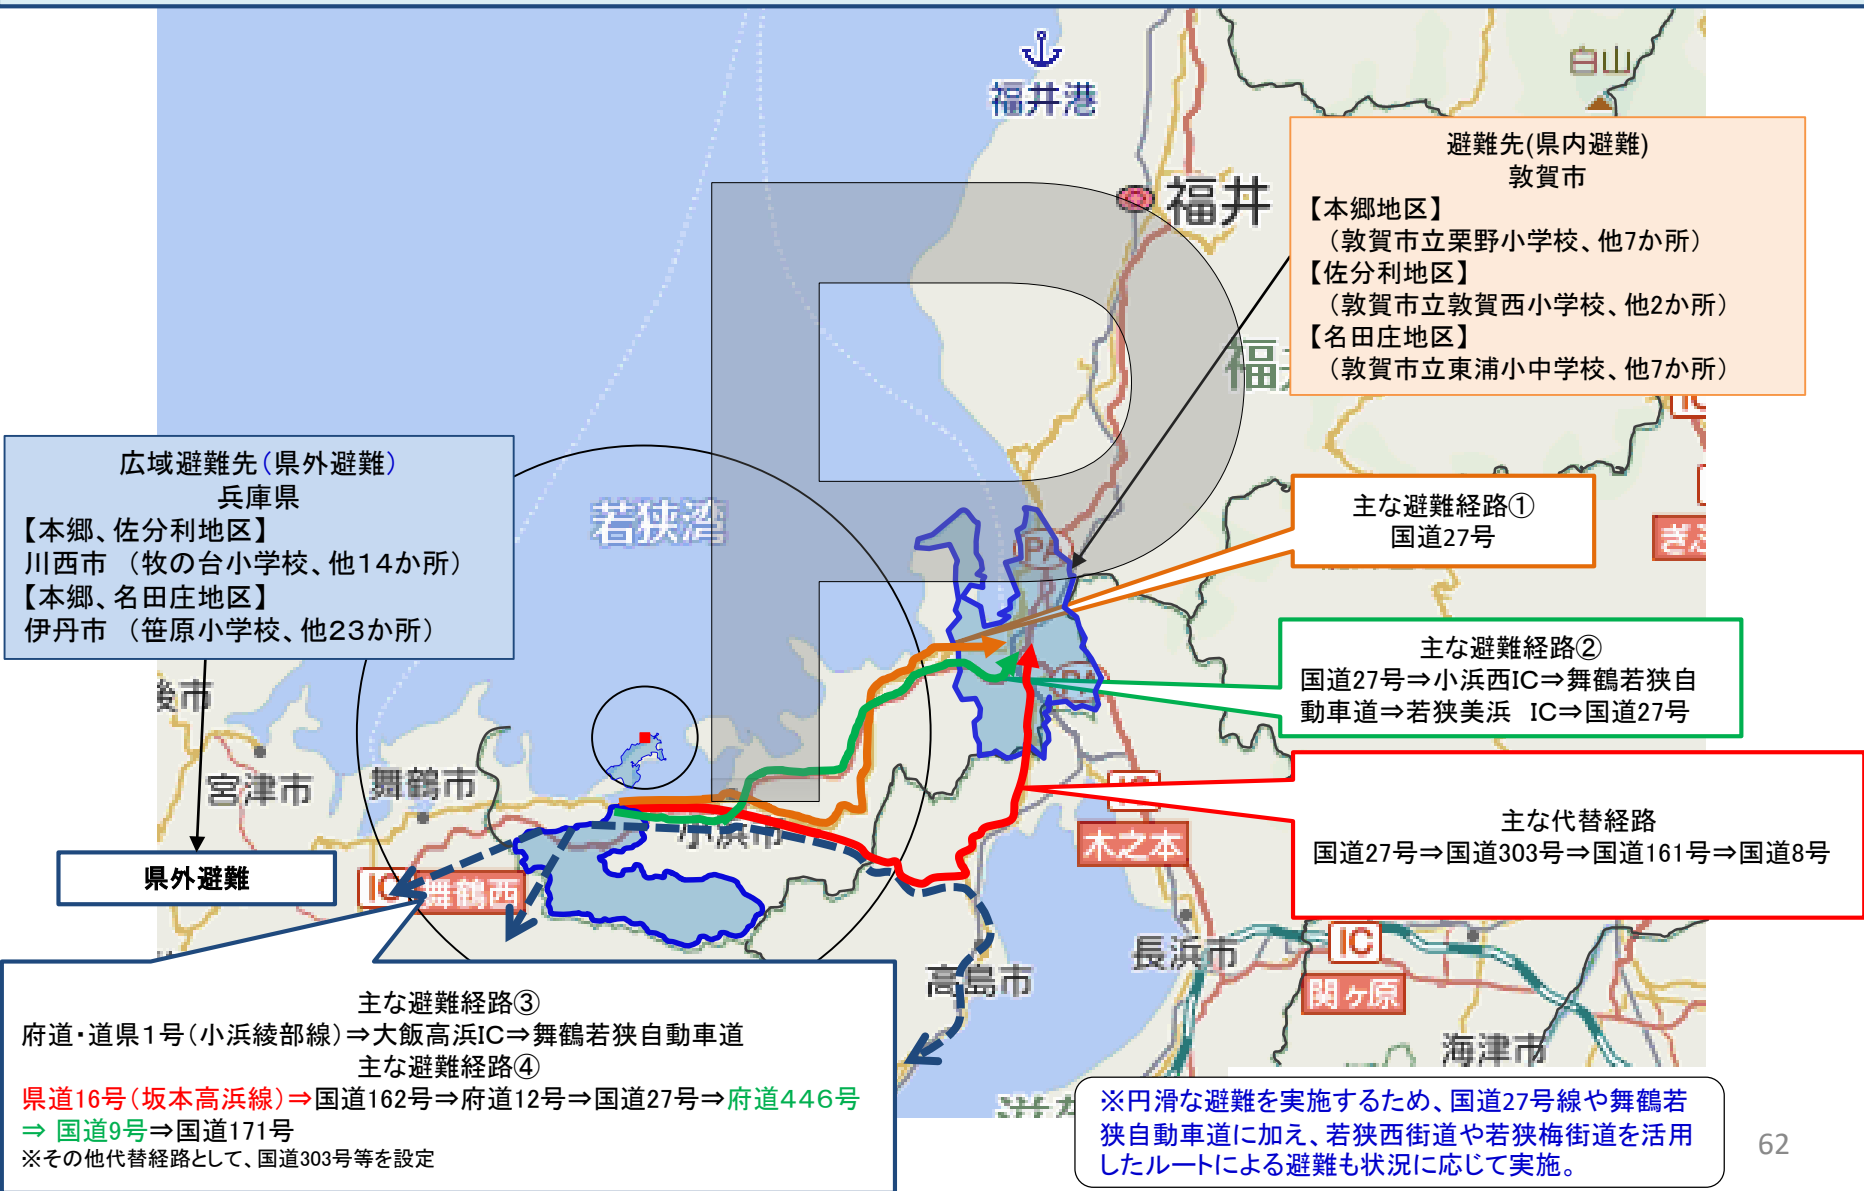 白山
福井港
福井
避難先(県内避難)
敦賀市
【本郷地区】
（敦賀市立栗野小学校、他7か所）
【佐分利地区】
（敦賀市立敦賀西小学校、他2か所）
【名田庄地区】
（敦賀市立東浦小中学校、他7か所）
福
広域避難先（県外避難）
兵庫県
【本郷、佐分利地区】
川西市 （牧の台小学校、他１４か所）
【本郷、名田庄地区】
伊丹市 （笹原小学校、他２３か所）
若狭湾
主な避難経路①
国道27号
PA
主な避難経路②
国道27号⇒小浜西IC⇒舞鶴若狭自
動車道⇒若狭美浜 IC⇒国道27号
PA
後市
宮津市
舞鶴市
小浜市
IC
木之本
主な代替経路
国道27号⇒国道303号⇒国道161号⇒国道8号
県外避難
IC
舞鶴西
長浜市
IC
関ヶ原
高島市
海津市
主な避難経路③
府道・道県１号（小浜綾部線）⇒大飯高浜IC⇒舞鶴若狭自動車道
主な避難経路④
県道16号（坂本高浜線）⇒国道162号⇒府道12号⇒国道27号⇒府道４４６号
⇒ 国道9号⇒国道171号
※その他代替経路として、国道303号等を設定
※円滑な避難を実施するため、国道27号線や舞鶴若
狭自動車道に加え、若狭西街道や若狭梅街道を活用
したルートによる避難も状況に応じて実施。
62